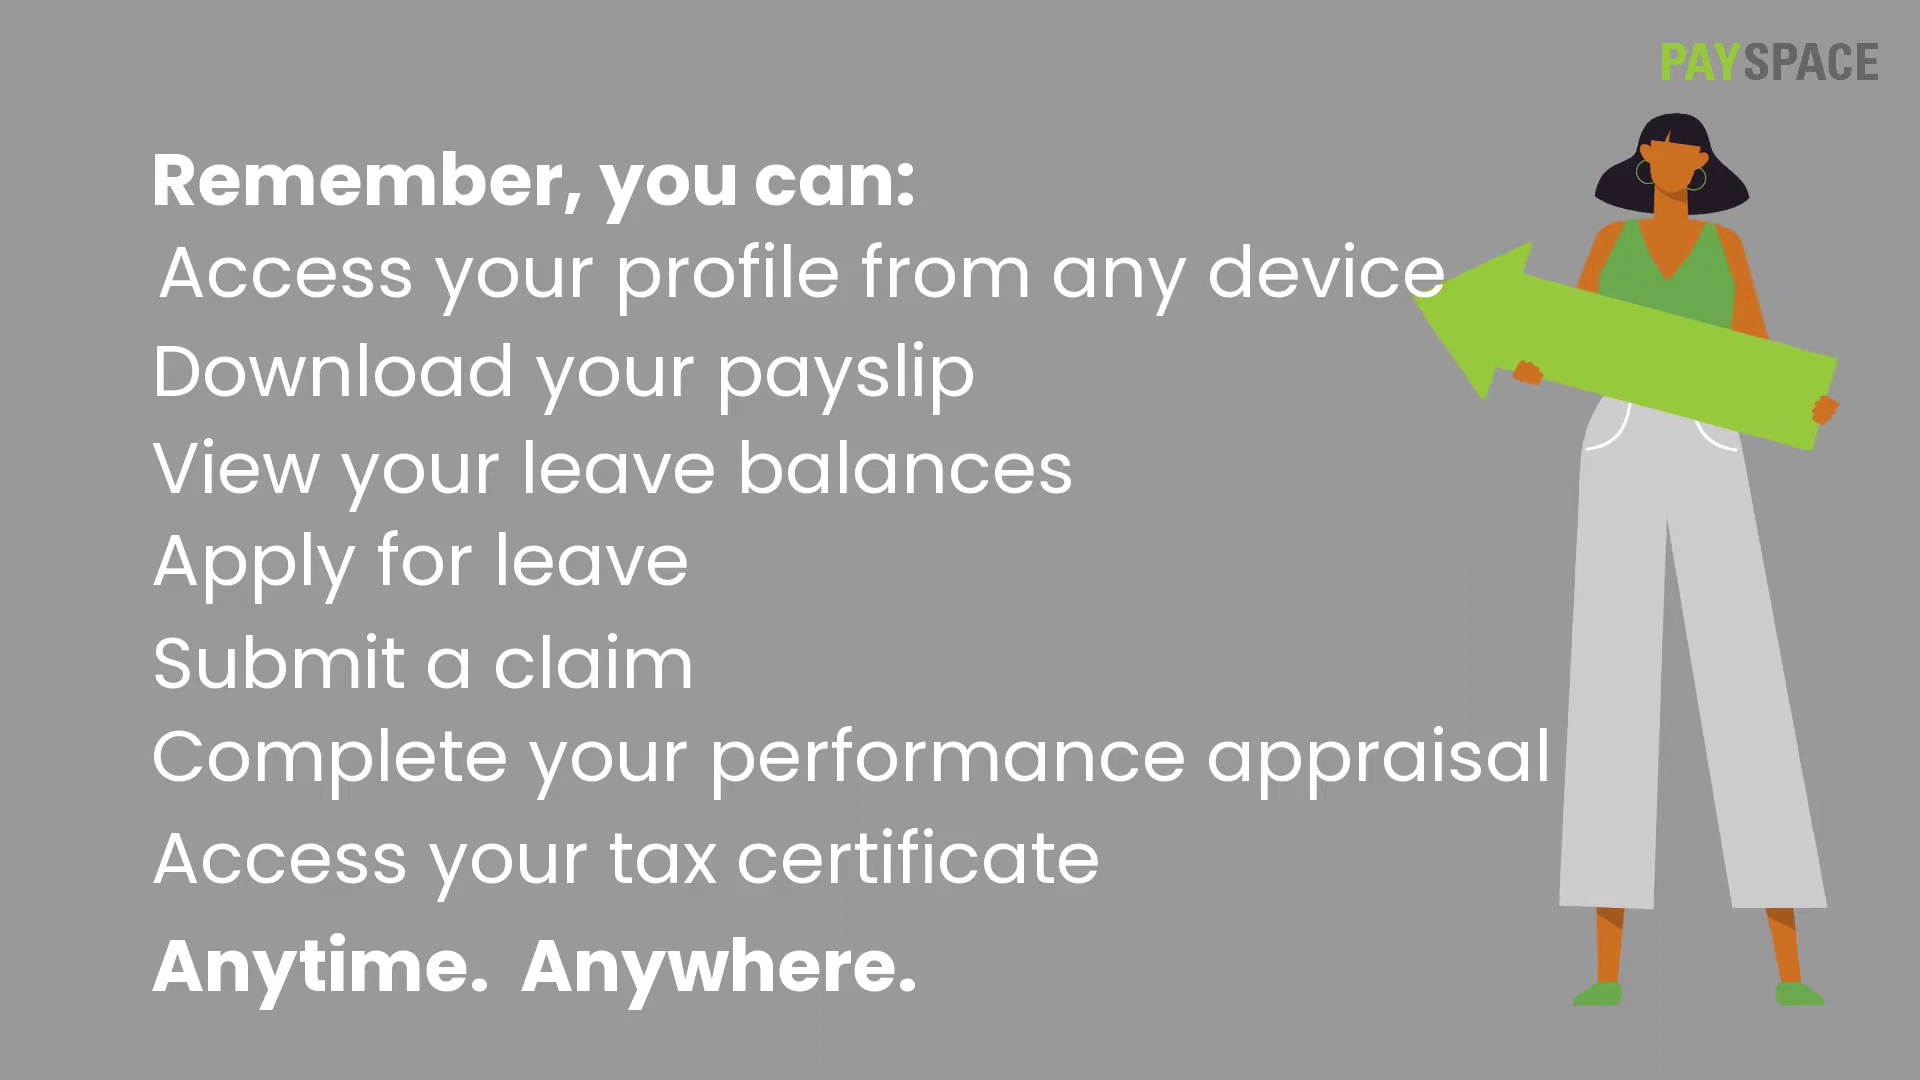 PAYSPACE
Remember, you can:
Access your profile from any device
Download your payslip
View your leave balances
Apply for leave
Submit a claim
Complete your performance appraisal
Access your tax certificate
Anytime. Anywhere.